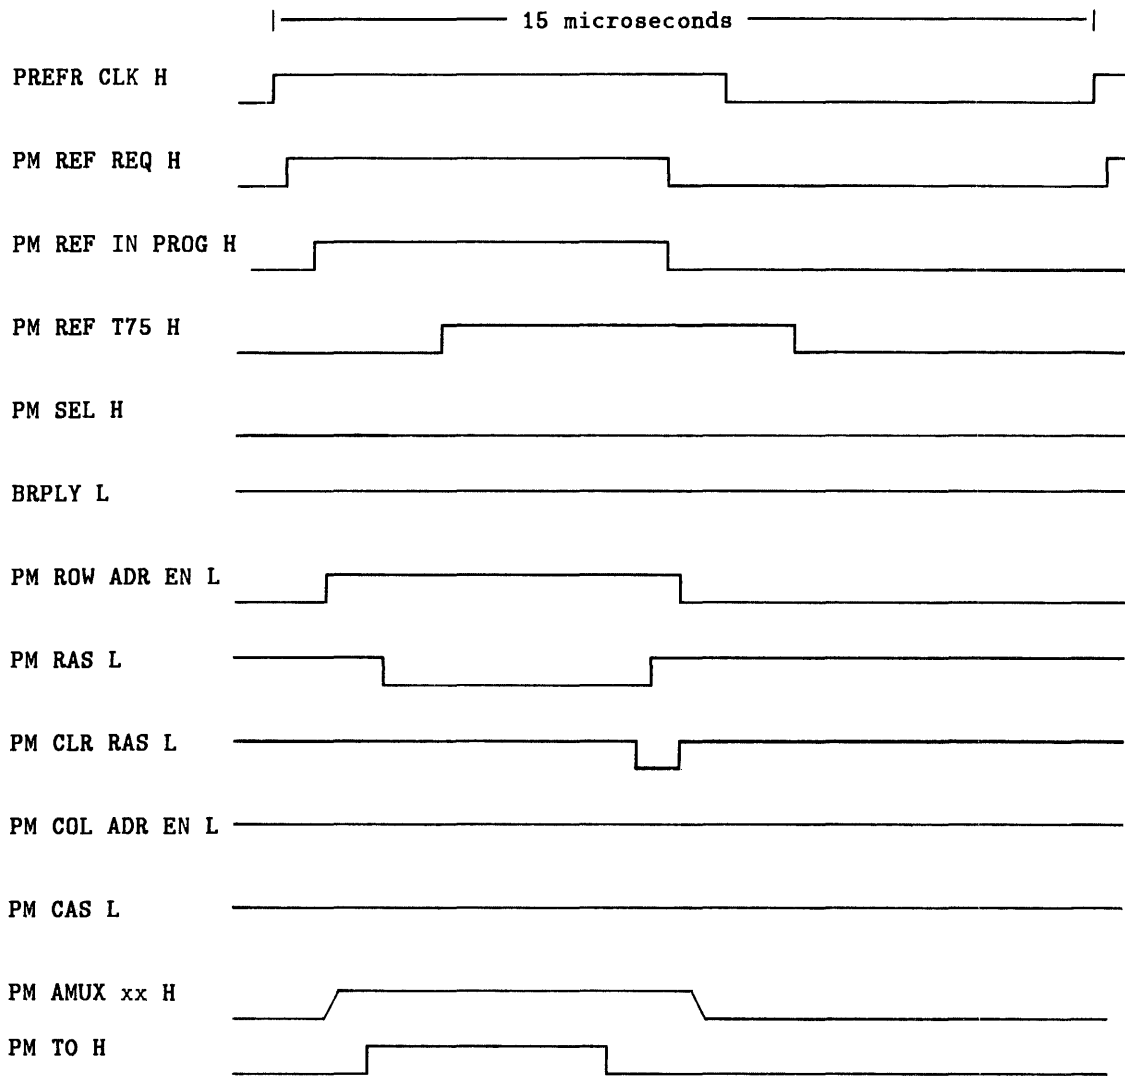 15 microseconds
PREFR CLK H
PM REF REQ H
PM REF IN PROG H
PM REF T75 H
PM SEL H
BRPLY L
PM ROW ADR EN L
PM RAS L
PM CLR RAS L
PM COL ADR EN L
PM CAS L
PM AMUX xx H
PM TO H